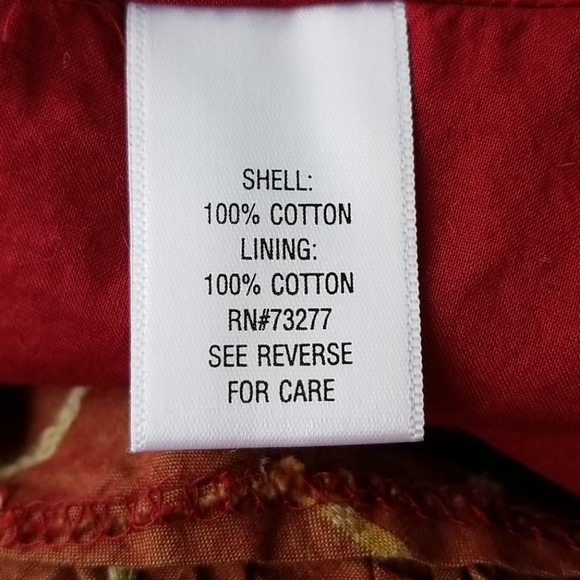 SHELL:
100% COTTON
LINING:
100% COTTON
RN#73277
SEE REVERSE
FOR CARE